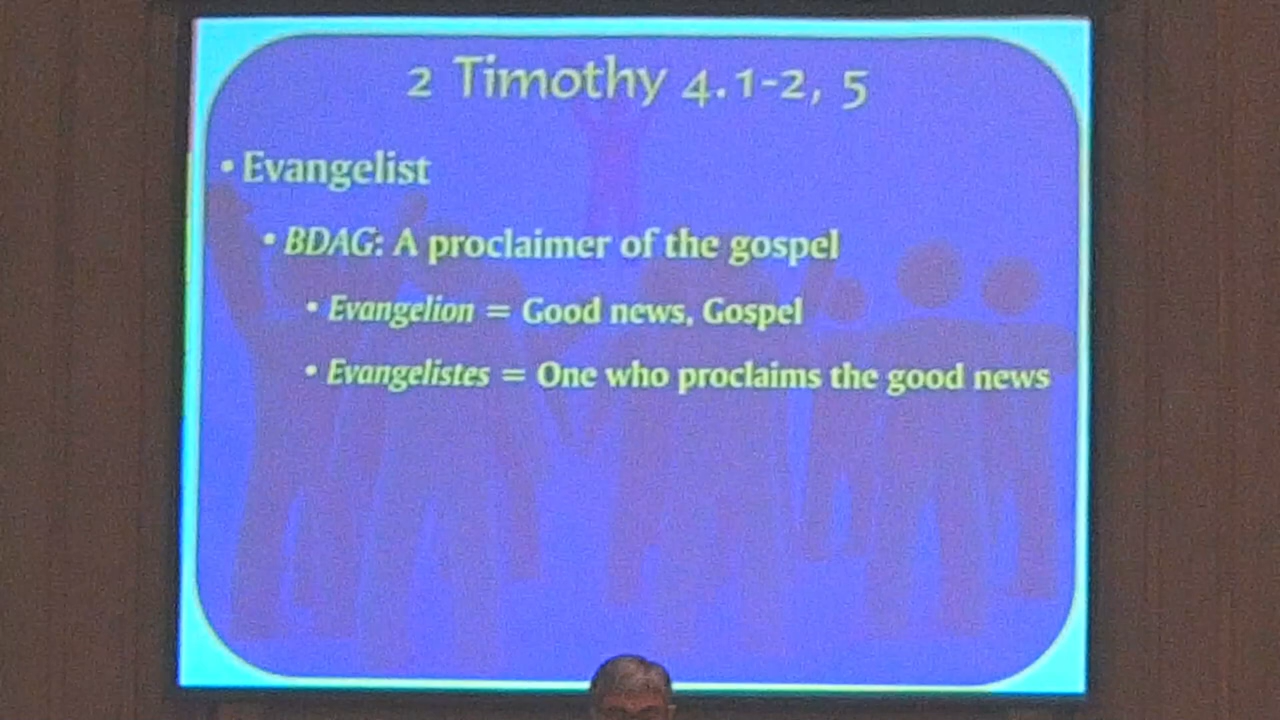 2 Timothy 4.1-2, 5
• Evangelist
• BDAG: A proclaimer of the gospel
• Evangelion = Good news, Gospel
• Evangelistes = One who proclaims the good news